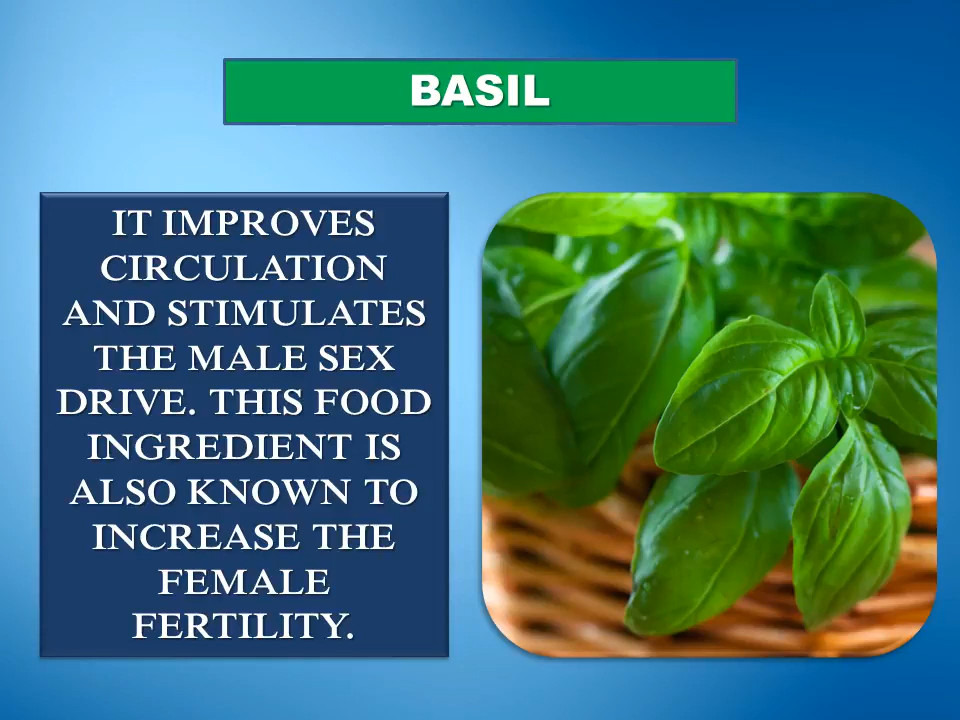 BASIL
IT IMPROVES
CIRCULATION
AND STIMULATES
THE MALE SEX
DRIVE. THIS FOOD
INGREDIENT IS
ALSO KNOWN TO
INCREASE THE
FEMALE
FERTILITY.